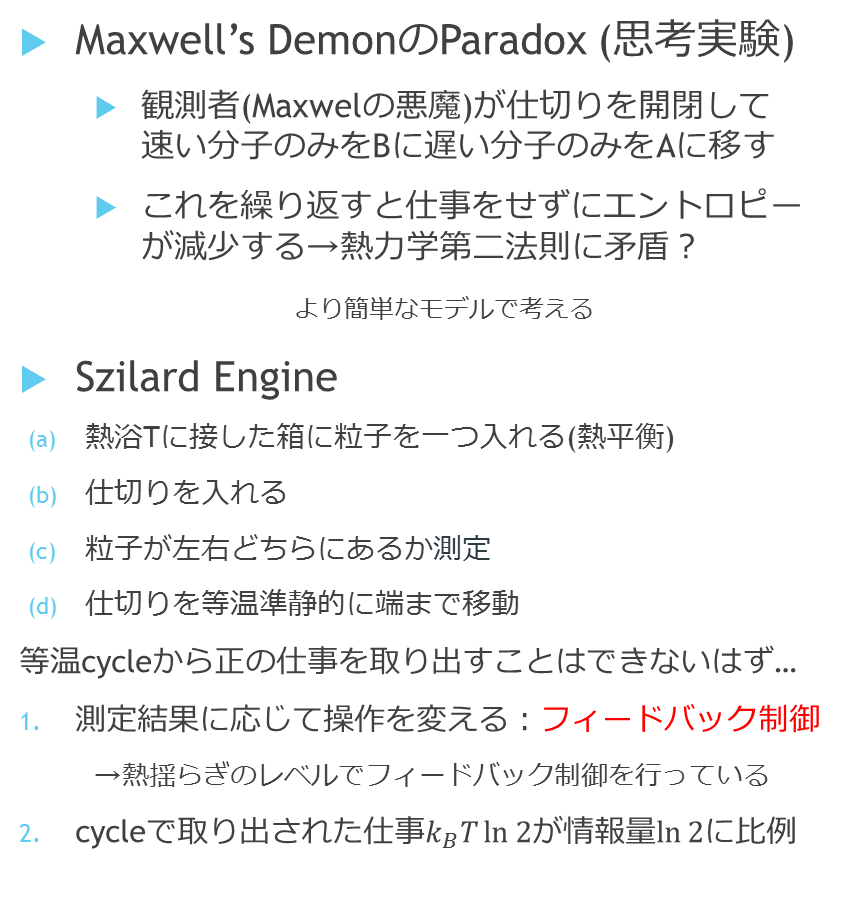 Maxwell's DemonのParadox (思考実験)
観測者(Maxwelの悪魔)が仕切りを開閉して
速い分子のみをBに遅い分子のみをAに移す
これを繰り返すと仕事をせずにエントロピー
が減少する→熱力学第二法則に矛盾？
より簡単なモデルで考える
Szilard Engine
(a) 熱浴Tに接した箱に粒子を一つ入れる(熱平衡)
(b) 仕切りを入れる
(c) 粒子が左右どちらにあるか測定
(d) 仕切りを等温準静的に端まで移動
等温cycleから正の仕事を取り出すことはできないはず…
1. 測定結果に応じて操作を変える：フィードバック制御
→熱揺らぎのレベルでフィードバック制御を行っている
2. cycleで取り出された仕事$k_BT \ln 2$が情報量ln 2に比例